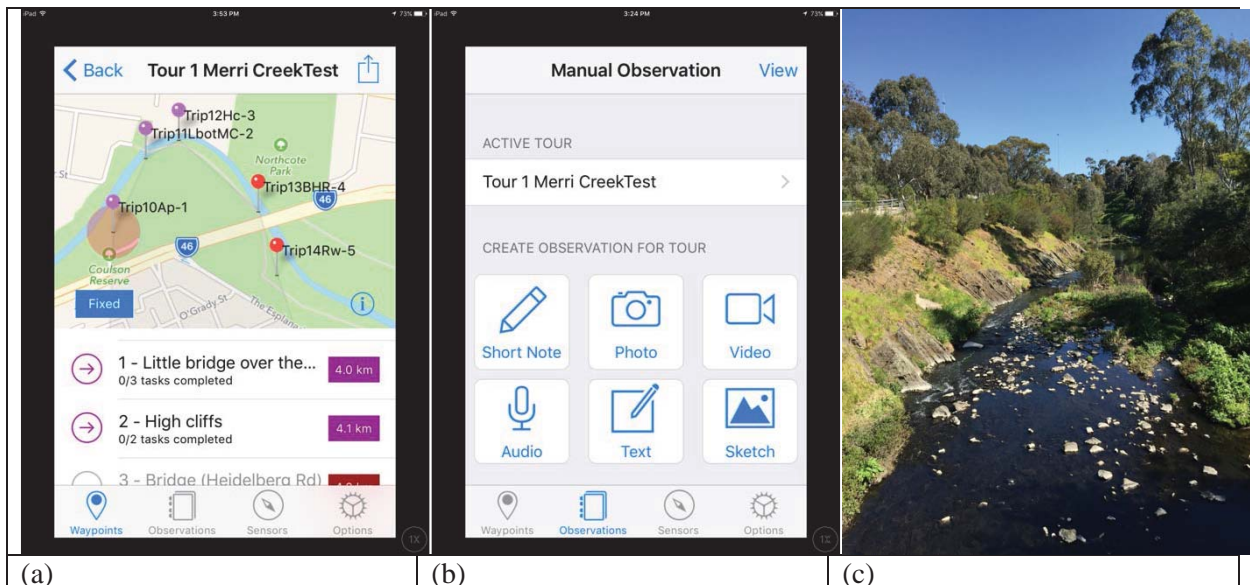 iPad 3:53 PM 73%
Back Tour 1 Merri CreekTest
Trip12Hc-3
Trip11LbotMC-2
Northcote
Park
Trip13BHR-4
46
Trip10Ap-1
46
Trip14Rw-5
Coulson
Reserve
Fixed
O'Grady St
The Esplana
St
1 - Little bridge over the...
0/3 tasks completed
4.0 km
2 - High cliffs
0/2 tasks completed
4.1 km
3 - Bridge (Heidelberg Rd)
Waypoints Observations Sensors Options
1X
(a)
iPad 3:24 PM 73%
Manual Observation View
ACTIVE TOUR
Tour 1 Merri CreekTest
CREATE OBSERVATION FOR TOUR
Short Note Photo Video
Audio Text Sketch
Waypoints Observations Sensors Options
1X
(b)
(c)